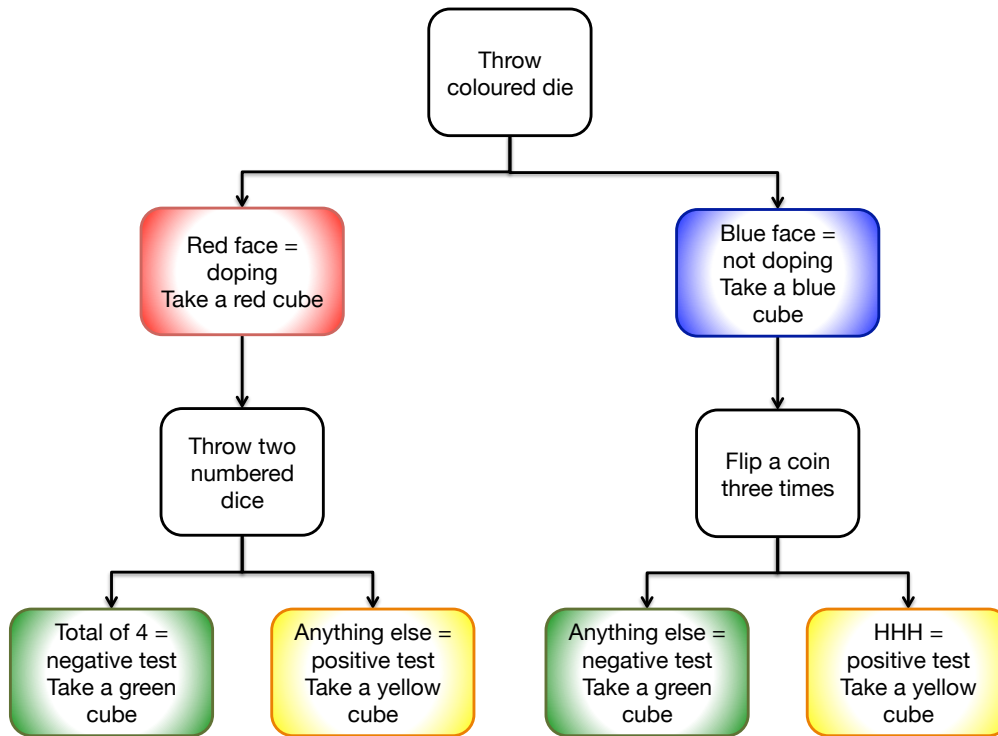 Throw
coloured die
Red face =
doping
Take a red cube
Blue face =
not doping
Take a blue
cube
Throw two
numbered
dice
Flip a coin
three times
Total of 4 =
negative test
Take a green
cube
Anything else =
positive test
Take a yellow
cube
Anything else =
negative test
Take a green
cube
HHH =
positive test
Take a yellow
cube